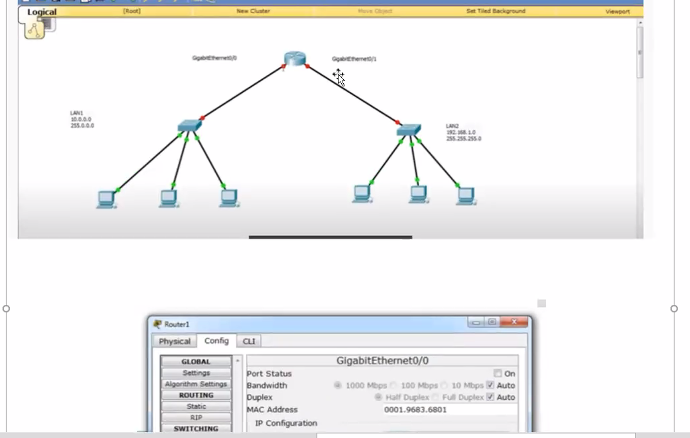 Logical [Root] New Cluster Move Object Set Tiled Background Viewport
GigabitEthernet0/0 GigabitEthernet0/1
LAN1
10.0.0.0
255.0.0.0
LAN2
192.168.1.0
255.255.255.0
Router1
Physical Config CLI
GLOBAL
Settings
Algorithm Settings
ROUTING
Static
RIP
SWITCHING
GigabitEthernet0/0
Port Status On
Bandwidth 1000 Mbps 100 Mbps 10 Mbps Auto
Duplex Half Duplex Full Duplex Auto
MAC Address 0001.9683.6801
IP Configuration